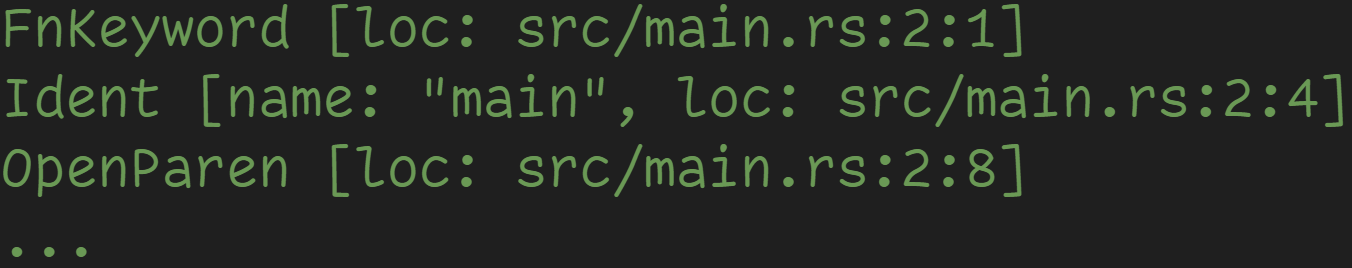 FnKeyword [loc: src/main.rs:2:1]
Ident [name: "main", loc: src/main.rs:2:4]
OpenParen [loc: src/main.rs:2:8]
...